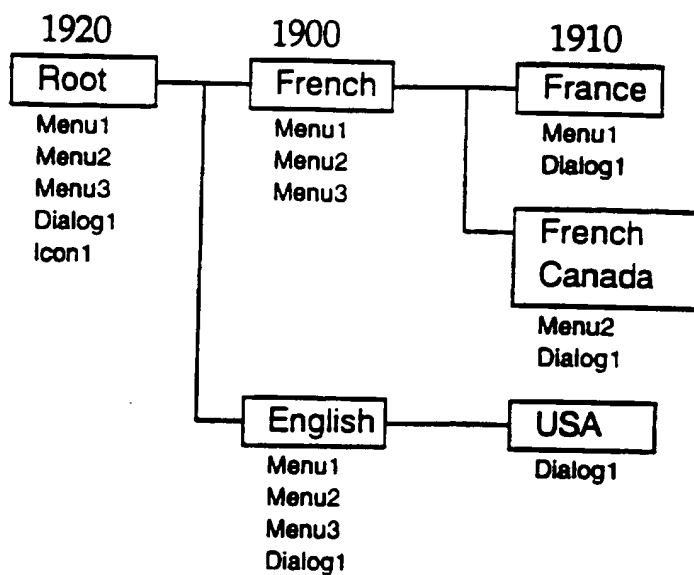 1920
Root
Menu1
Menu2
Menu3
Dialog1
Icon1
1900
French
Menu1
Menu2
Menu3
1910
France
Menu1
Dialog1
French
Canada
Menu2
Dialog1
English
Menu1
Menu2
Menu3
Dialog1
USA
Dialog1